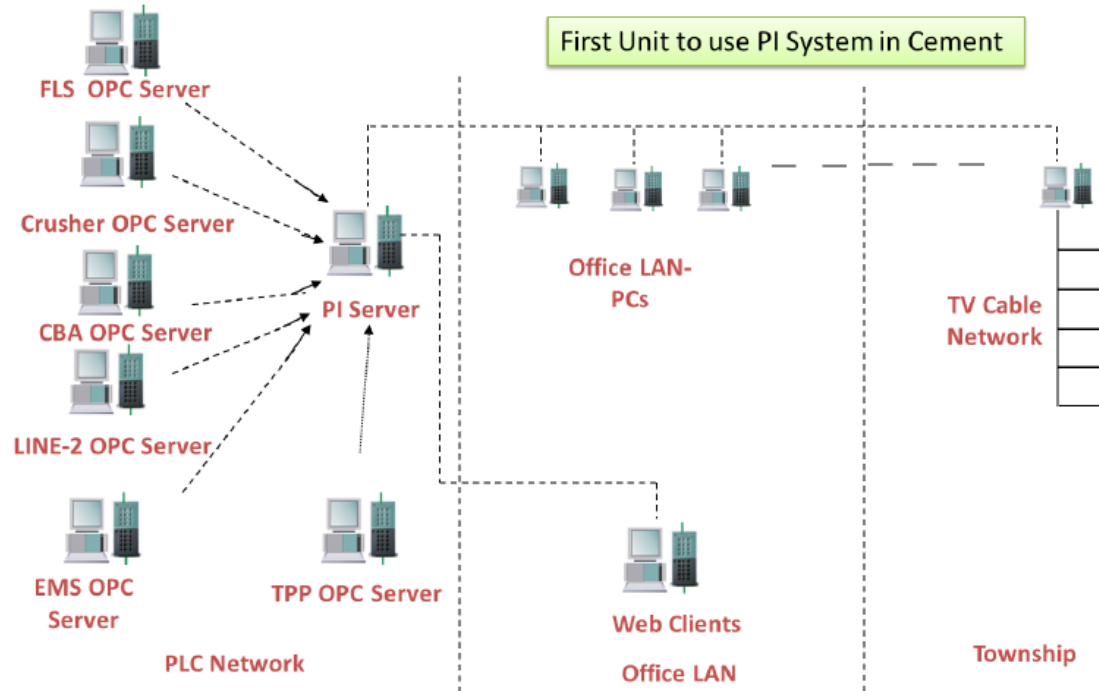 First Unit to use PI System in Cement
FLS OPC Server
Crusher OPC Server
CBA OPC Server
LINE-2 OPC Server
EMS OPC
Server
TPP OPC Server
PI Server
PLC Network
Office LAN-
PCs
Web Clients
Office LAN
TV Cable
Network
Township